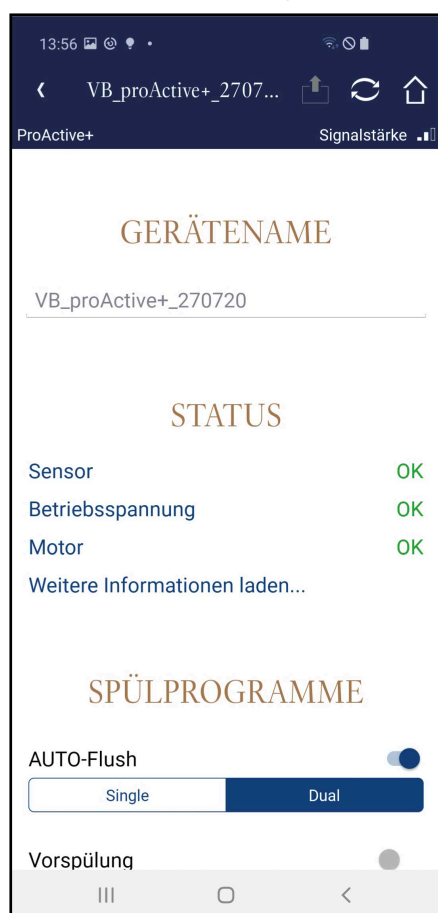 13:56
VB_proActive+_2707...
ProActive+ Signalstärke
GERÄTENAME
VB_proActive+_270720
STATUS
Sensor OK
Betriebsspannung OK
Motor OK
Weitere Informationen laden...
SPÜLPROGRAMME
AUTO-Flush
Single Dual
Vorspülung